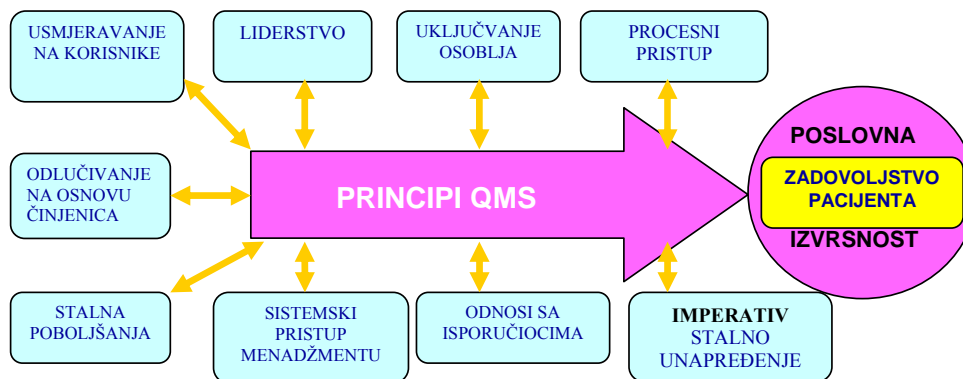 USMJERAVANJE
NA KORISNIKE
LIDERSTVO
UKLJUČVANJE
OSOBLJA
PROCESNI
PRISTUP
ODLUČIVANJE
NA OSNOVU
ČINJENICA
PRINCIPI QMS
POSLOVNA
ZADOVOLJSTVO
PACIJENTA
IZVRSNOST
STALNA
POBOLJŠANJA
SISTEMSKI
PRISTUP
MENADŽMENTU
ODNOSI SA
ISPORUČIOCIMA
IMPERATIV
STALNO
UNAPREĐENJE